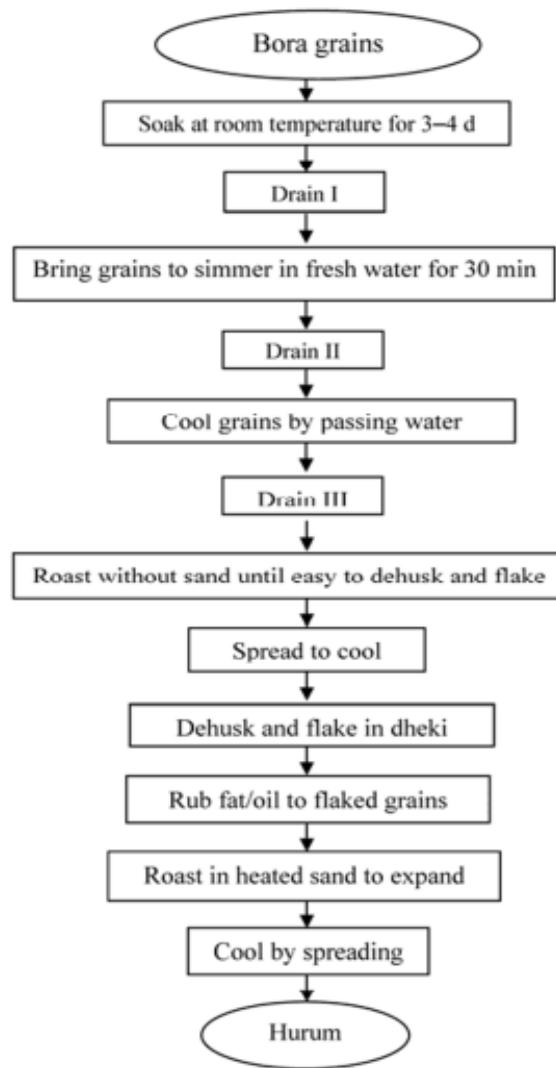 Bora grains
Soak at room temperature for 3–4 d
Drain I
Bring grains to simmer in fresh water for 30 min
Drain II
Cool grains by passing water
Drain III
Roast without sand until easy to dehusk and flake
Spread to cool
Dehusk and flake in dheki
Rub fat/oil to flaked grains
Roast in heated sand to expand
Cool by spreading
Hurum